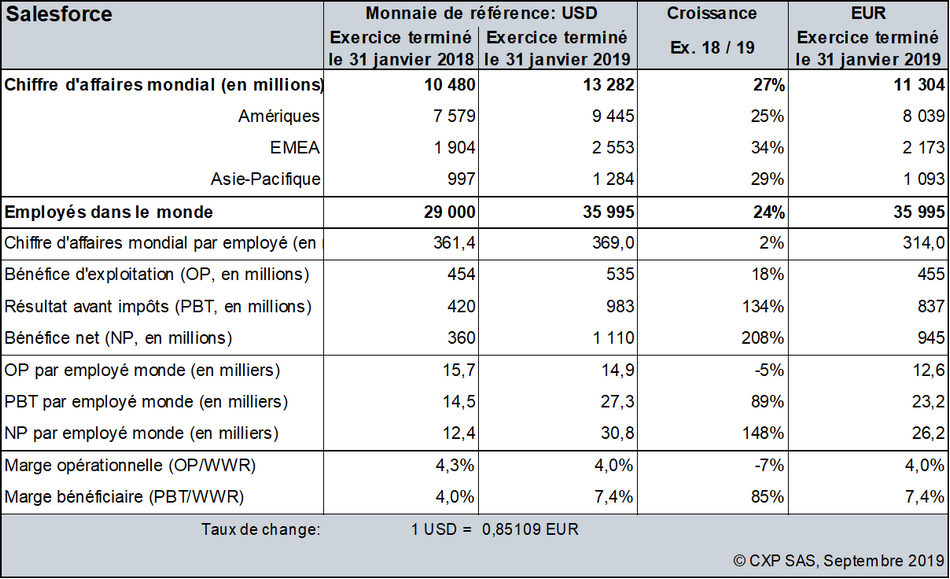 Salesforce Monnaie de référence: USD Croissance EUR
Exercice terminé Exercice terminé Ex. 18 / 19 Exercice terminé
le 31 janvier 2018 le 31 janvier 2019 le 31 janvier 2019
Chiffre d'affaires mondial (en millions) 10 480 13 282 27% 11 304
Amériques 7 579 9 445 25% 8 039
EMEA 1 904 2 553 34% 2 173
Asie-Pacifique 997 1 284 29% 1 093
Employés dans le monde 29 000 35 995 24% 35 995
Chiffre d'affaires mondial par employé (en 361,4 369,0 2% 314,0
Bénéfice d'exploitation (OP, en millions) 454 535 18% 455
Résultat avant impôts (PBT, en millions) 420 983 134% 837
Bénéfice net (NP, en millions) 360 1 110 208% 945
OP par employé monde (en milliers) 15,7 14,9 -5% 12,6
PBT par employé monde (en milliers) 14,5 27,3 89% 23,2
NP par employé monde (en milliers) 12,4 30,8 148% 26,2
Marge opérationnelle (OP/WWR) 4,3% 4,0% -7% 4,0%
Marge bénéficiaire (PBT/WWR) 4,0% 7,4% 85% 7,4%
Taux de change: 1 USD = 0,85109 EUR
© CXP SAS, Septembre 2019